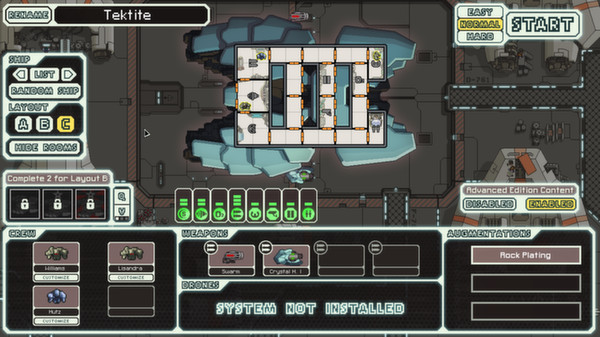 RENAME
Tektite
EASY
NORMAL
HARD
START
SHIP
LIST
RANDOM SHIP
LAYOUT
A B C
HIDE ROOMS
Complete 2 for Layout B
Advanced Edition Content
DISABLED ENABLED
CREW
Williams
Lisandra
CUSTOMIZE
CUSTOMIZE
CUSTOMIZE
WEAPONS
Swarm
Crystal H. 1
DRONES
SYSTEM NOT INSTALLED
AUGMENTATIONS
Rock Plating